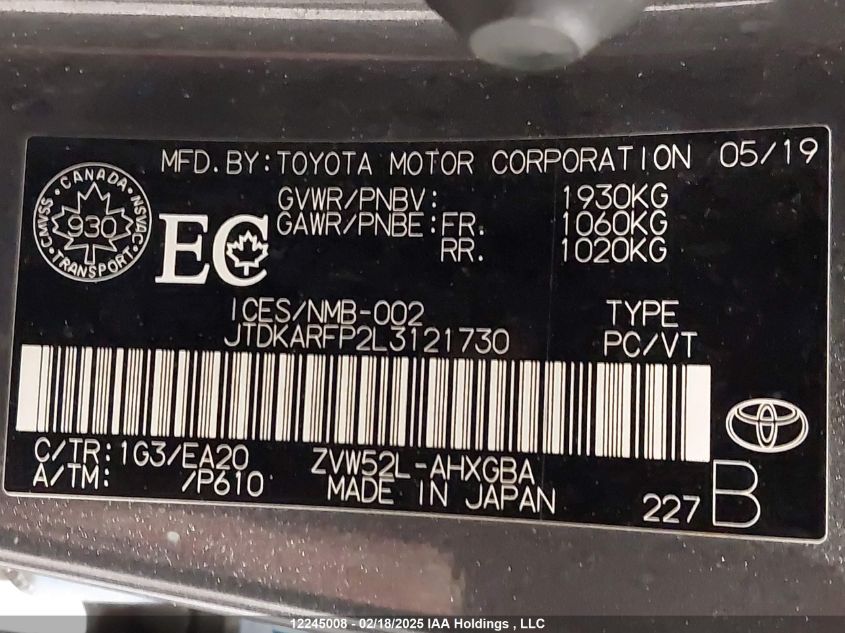 MFD.BY:TOYOTA MOTOR CORPORATION 05/19
CANADA
CMVSS 930 NSVAC
TRANSPORT
GVWR/PNBV: 1930KG
GAWR/PNBE:FR. 1060KG
RR. 1020KG
EC
ICES/NMB-002 TYPE
JTDKARFP2L3121730 PC/VT
C/TR:1G3/EA20 ZVW52L-AHXGBA
A/TM: /P610 MADE IN JAPAN 227 B
12245008 - 02/18/2025 IAA Holdings, LLC